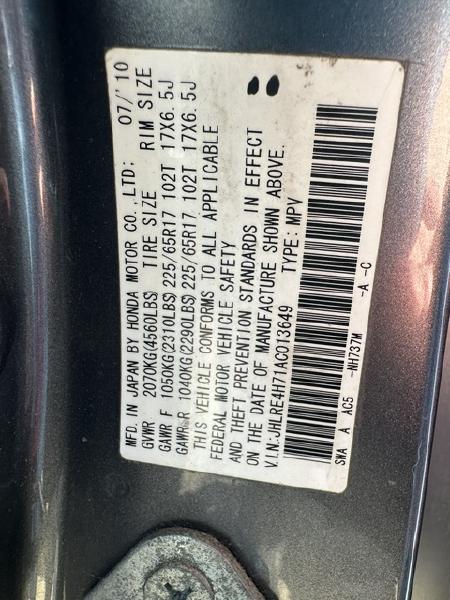 MFD. IN JAPAN BY HONDA MOTOR CO.,LTD: 07/'10
GVWR 2070KG(4560LBS) TIRE SIZE RIM SIZE
GAWR F 1050KG(2310LBS) 225/65R17 102T 17X6.5J
GAWR R 1040KG(2290LBS) 225/65R17 102T 17X6.5J
THIS VEHICLE CONFORMS TO ALL APPLICABLE
FEDERAL MOTOR VEHICLE SAFETY
AND THEFT PREVENTION STANDARDS IN EFFECT
ON THE DATE OF MANUFACTURE SHOWN ABOVE.
V.I.N:JHLRE4H71AC013649 TYPE: MPV
SWA A AC5 -NH737M -A -C